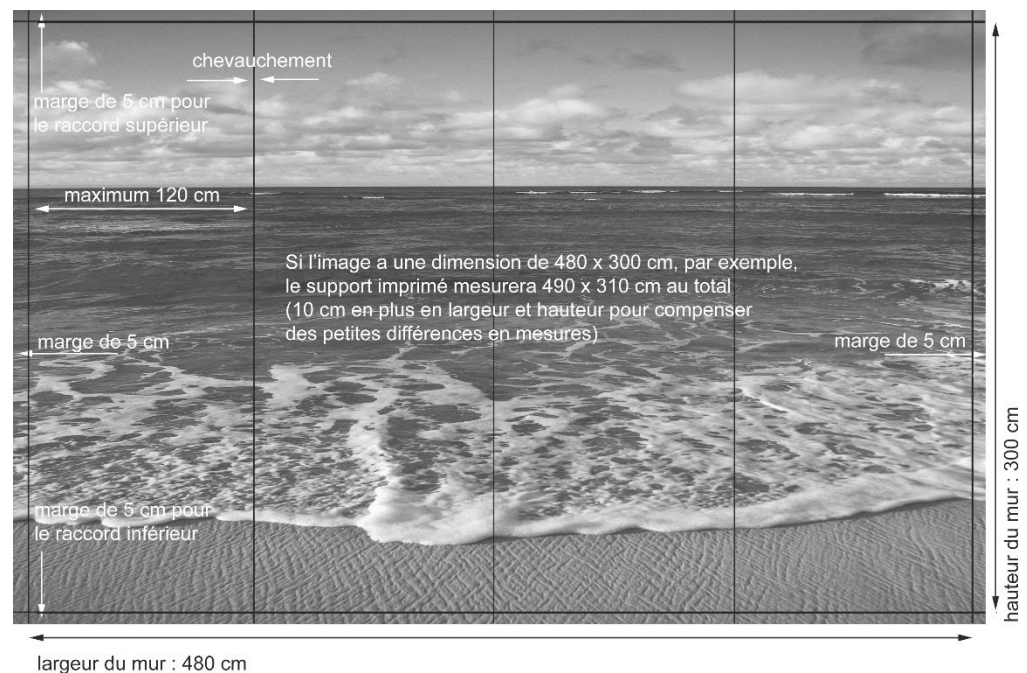 chevauchement
marge de 5 cm pour
le raccord supérieur
maximum 120 cm
Si l'image a une dimension de 480 x 300 cm, par exemple,
le support imprimé mesurera 490 x 310 cm au total
(10 cm en plus en largeur et hauteur pour compenser
des petites différences en mesures)
marge de 5 cm
marge de 5 cm
marge de 5 cm pour
le raccord inférieur
hauteur du mur : 300 cm
largeur du mur : 480 cm